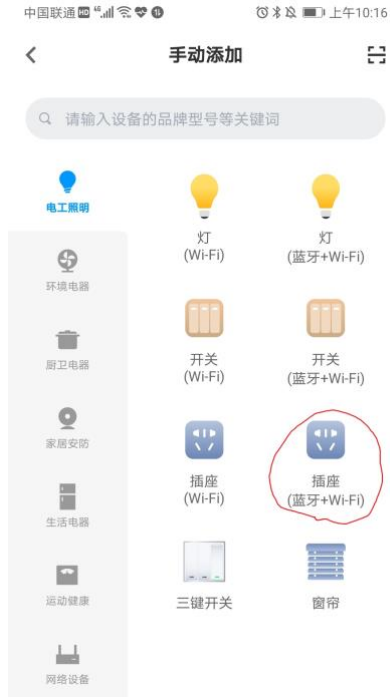 中国联通 HD 4G 上午10:16
手动添加
请输入设备的品牌型号等关键词
电工照明
环境电器
厨卫电器
家居安防
生活电器
运动健康
网络设备
灯
(Wi-Fi)
灯
(蓝牙+Wi-Fi)
开关
(Wi-Fi)
开关
(蓝牙+Wi-Fi)
插座
(Wi-Fi)
插座
(蓝牙+Wi-Fi)
三键开关
窗帘